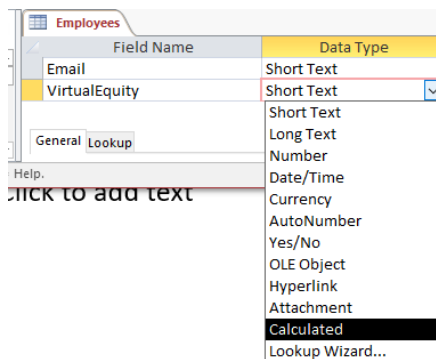 Employees
Field Name Data Type
Email Short Text
VirtualEquity Short Text
Short Text
Long Text
General Lookup
Number
Date/Time
Help.
Click to add text
Currency
AutoNumber
Yes/No
OLE Object
Hyperlink
Attachment
Calculated
Lookup Wizard...